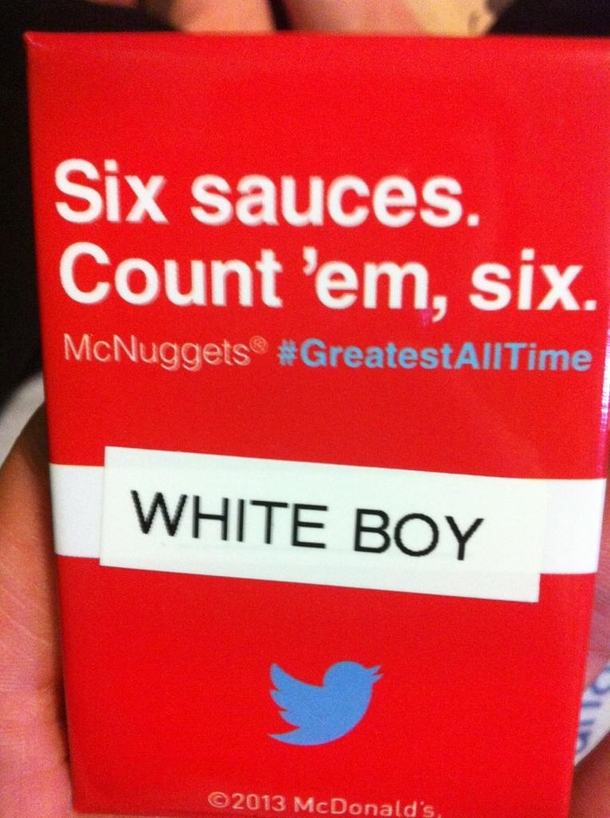 Six sauces.
Count 'em, six.
McNuggets® #GreatestAllTime
WHITE BOY
©2013 McDonald's.